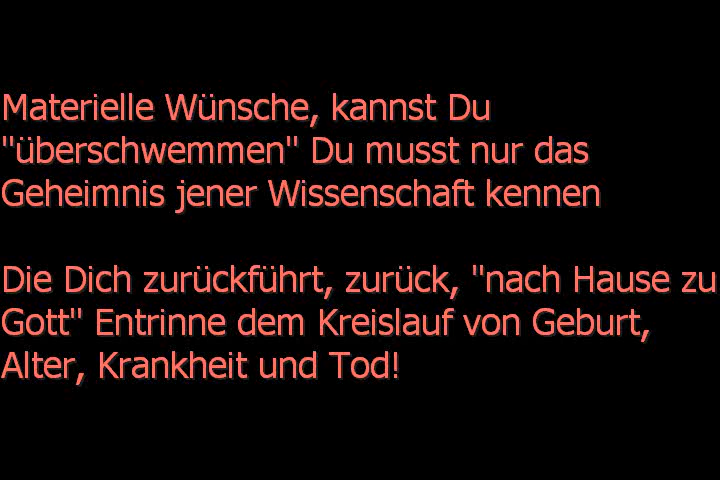 Materielle Wünsche, kannst Du
"überschwemmen" Du musst nur das
Geheimnis jener Wissenschaft kennen
Die Dich zurückführt, zurück, "nach Hause zu
Gott" Entrinne dem Kreislauf von Geburt,
Alter, Krankheit und Tod!